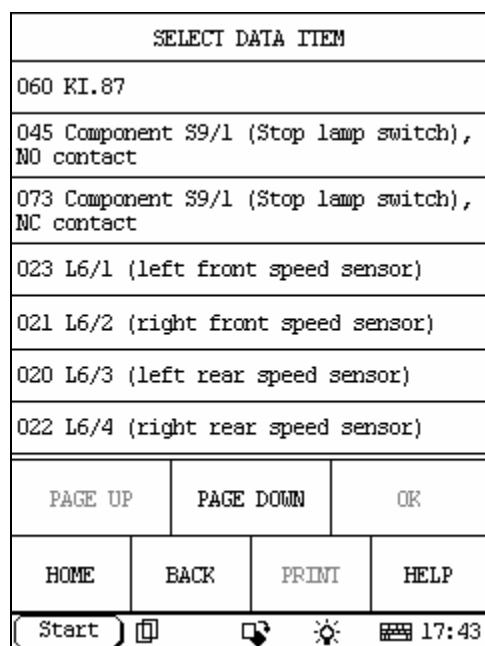 SELECT DATA ITEM
060 KI.87
045 Component S9/1 (Stop lamp switch),
NO contact
073 Component S9/1 (Stop lamp switch),
NC contact
023 L6/1 (left front speed sensor)
021 L6/2 (right front speed sensor)
020 L6/3 (left rear speed sensor)
022 L6/4 (right rear speed sensor)
PAGE UP PAGE DOWN OK
HOME BACK PRINT HELP
Start 17:43